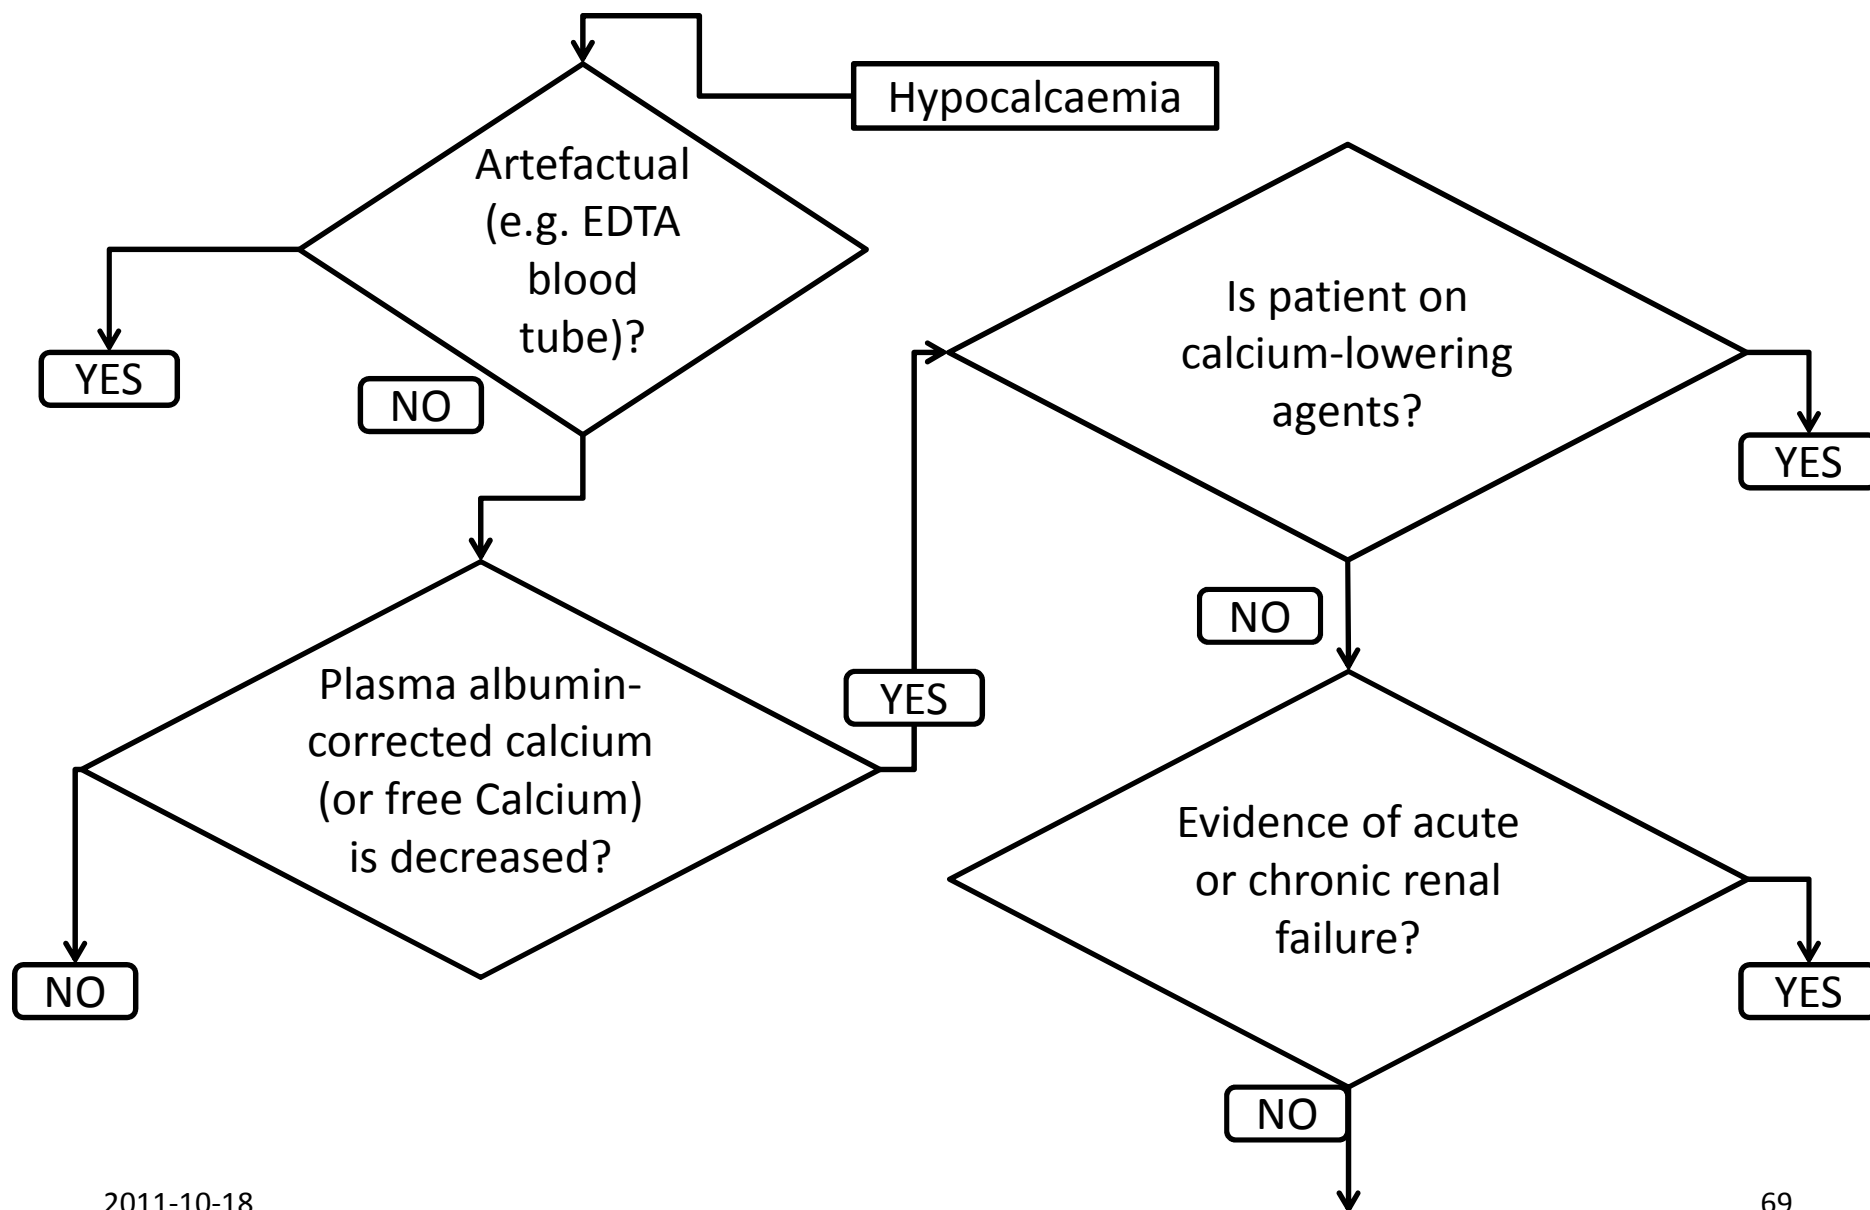 Hypocalcaemia
Artefactual
(e.g. EDTA
blood
tube)?
YES
NO
Plasma albumin-
corrected calcium
(or free Calcium)
is decreased?
NO
YES
Is patient on
calcium-lowering
agents?
YES
NO
Evidence of acute
or chronic renal
failure?
YES
NO
2011-10-18
69